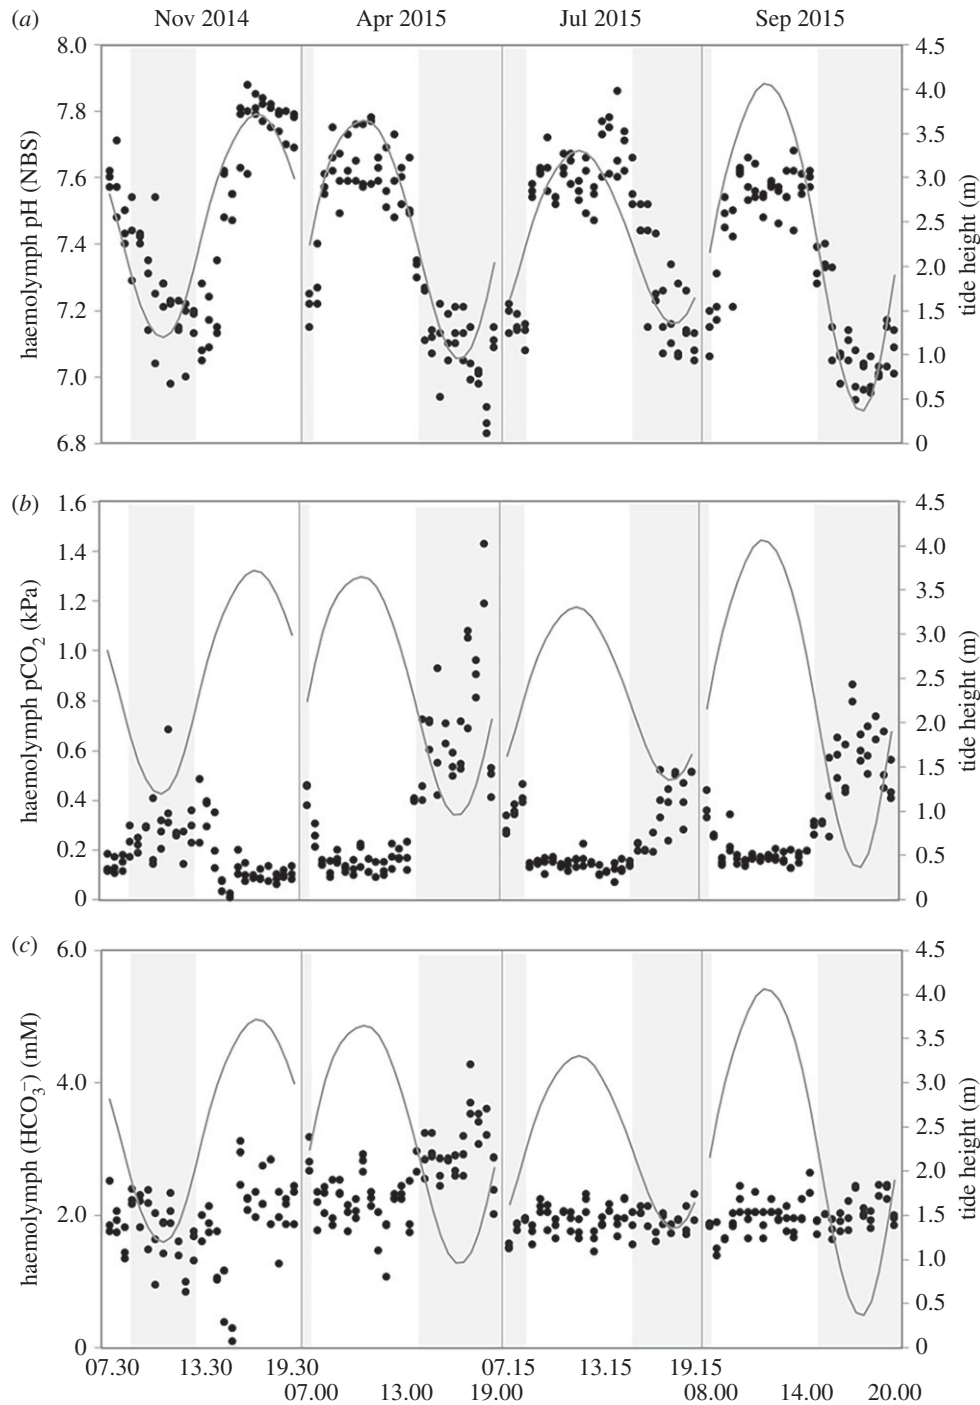 (a) Nov 2014 Apr 2015 Jul 2015 Sep 2015
8.0 4.5
7.8 4.0
3.5
7.6 3.0
2.5
7.4
2.0
7.2 1.5
7.0 1.0
0.5
6.8 0
haemolymph pH (NBS)
tide height (m)
(b) 1.6 4.5
1.4 4.0
3.5
1.2
3.0
1.0
2.5
0.8 2.0
0.6 1.5
0.4 1.0
0.2 0.5
0 0
haemolymph pCO₂ (kPa)
tide height (m)
(c) 6.0 4.5
4.0
3.5
4.0 3.0
2.5
2.0
2.0 1.5
1.0
0.5
0 0
haemolymph (HCO₃⁻) (mM)
tide height (m)
07.30 13.30 19.30 07.15 13.15 19.15
07.00 13.00 19.00 08.00 14.00 20.00